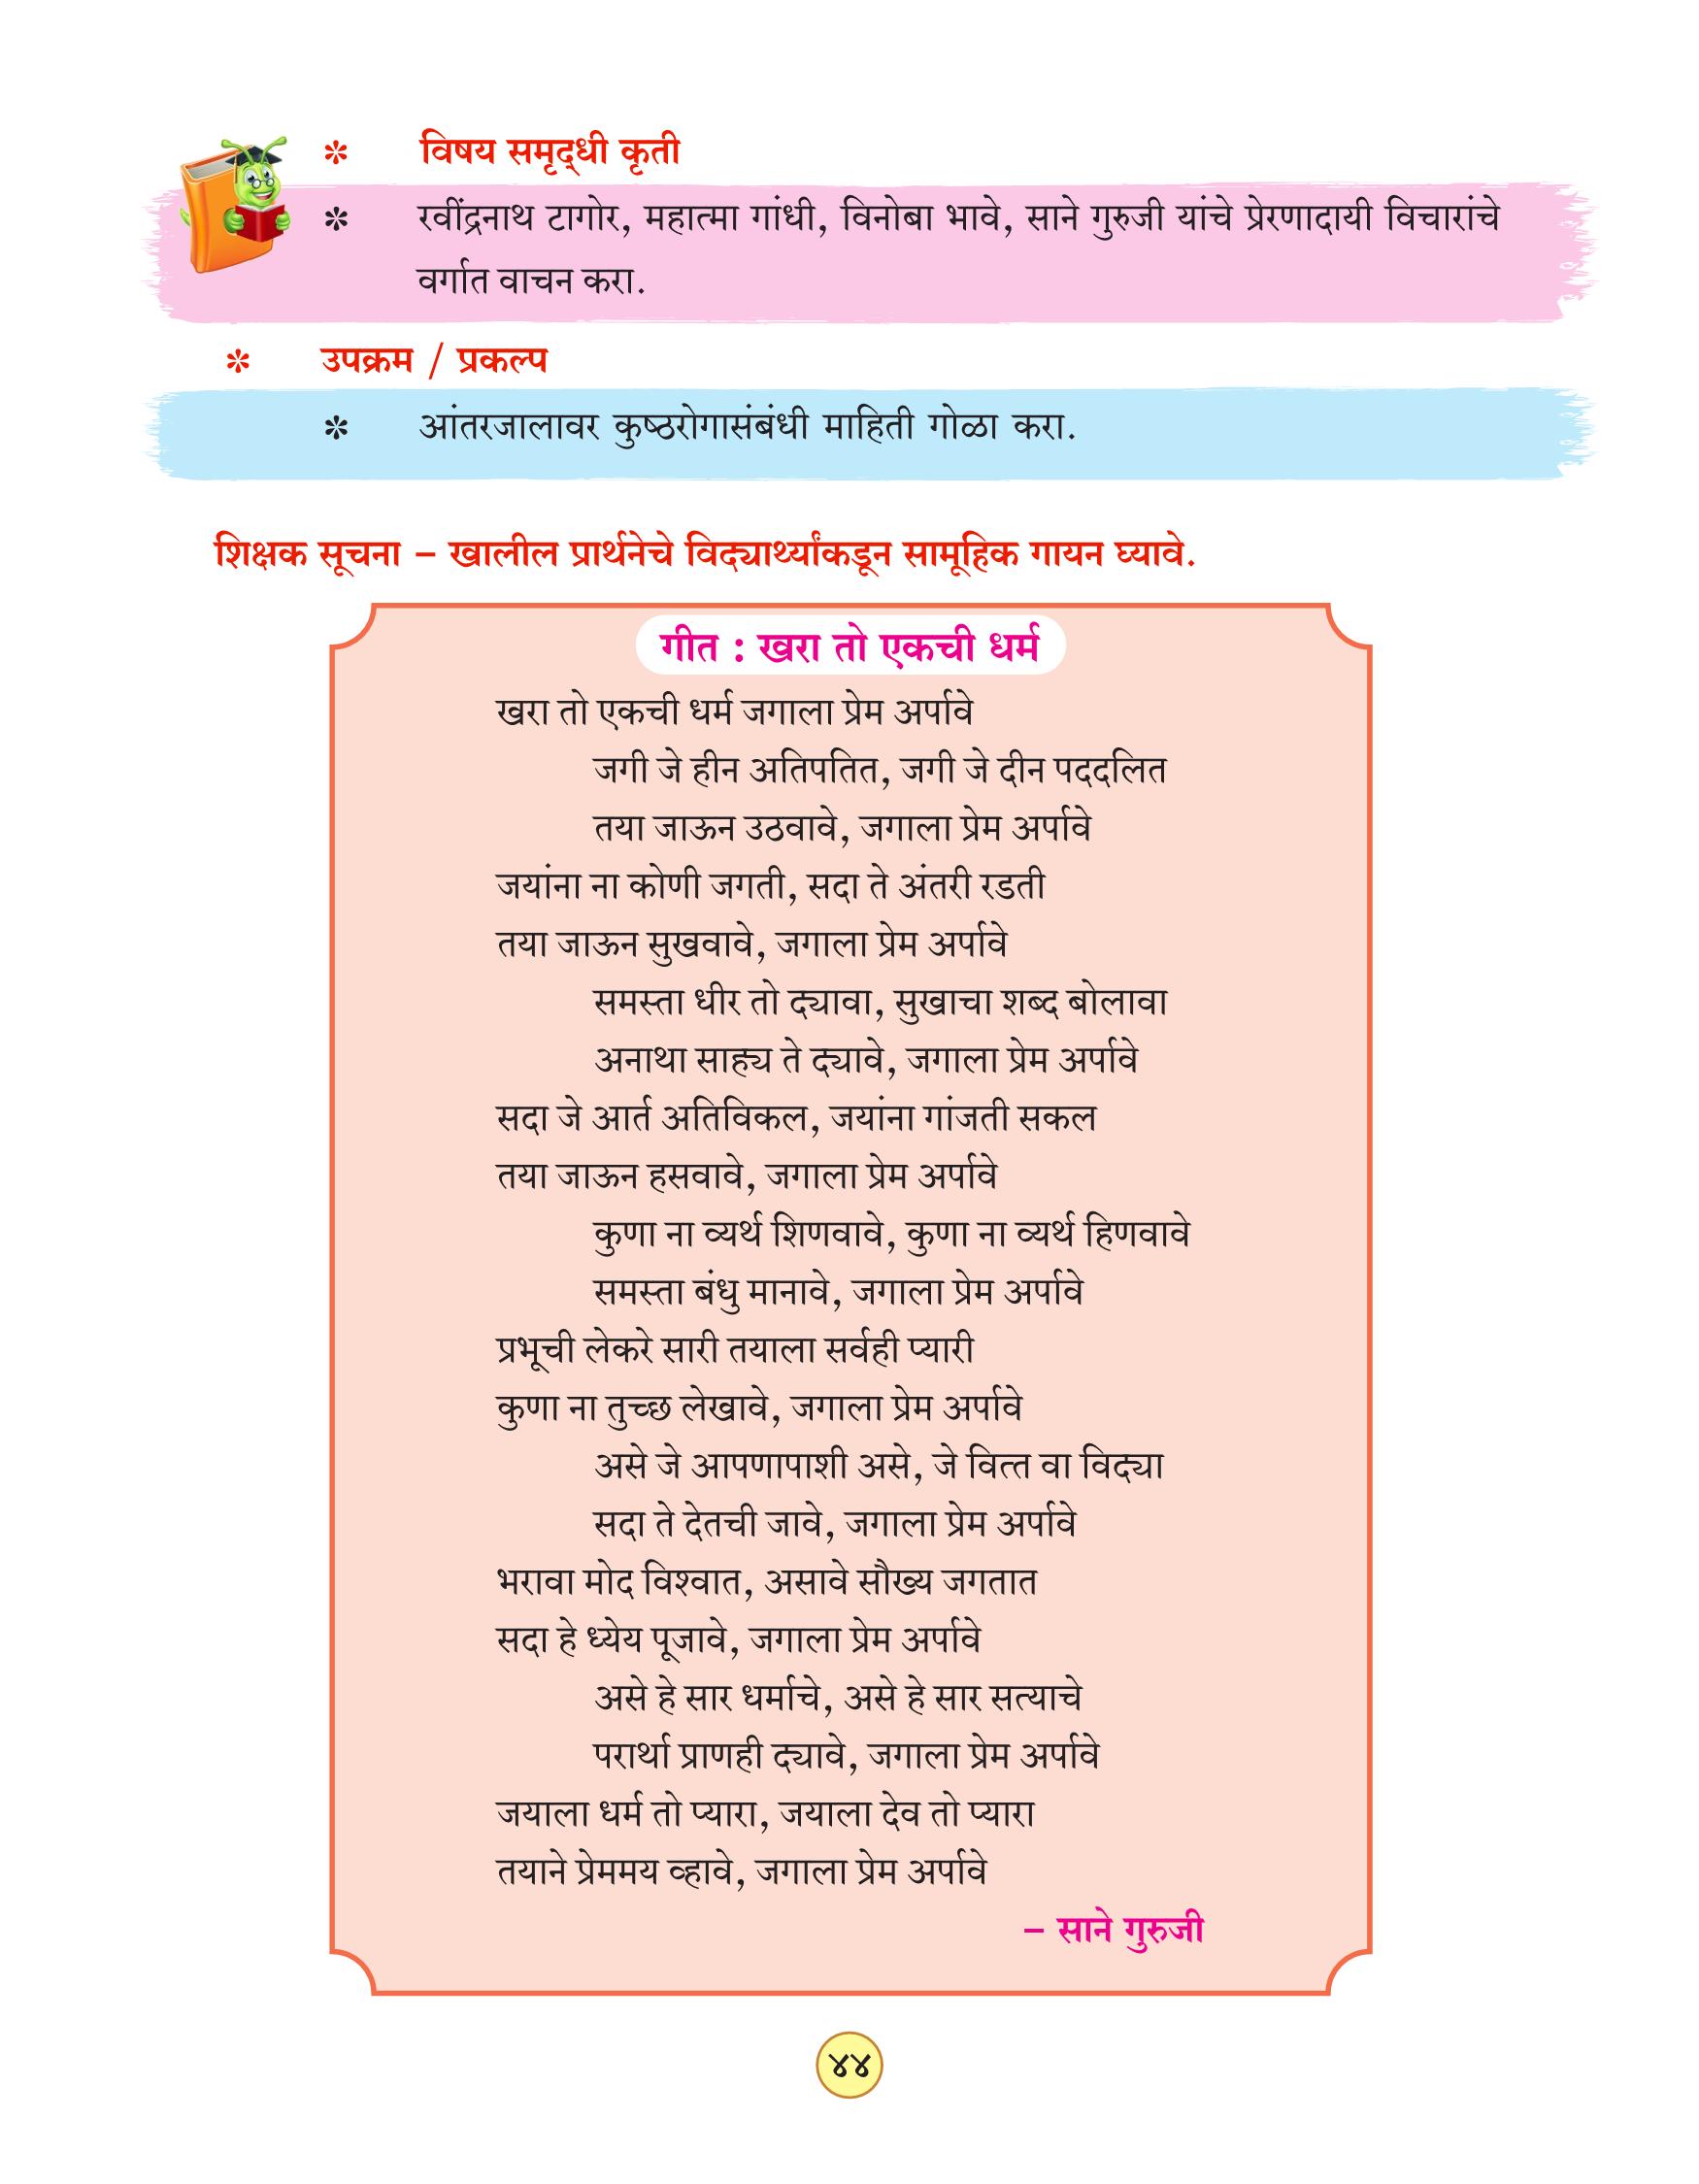 ✽ विषय समृद्धी कृती
✽ रवींद्रनाथ टागोर, महात्मा गांधी, विनोबा भावे, साने गुरुजी यांचे प्रेरणादायी विचारांचे
वर्गात वाचन करा.
✽ उपक्रम / प्रकल्प
✽ आंतरजालावर कुष्ठरोगासंबंधी माहिती गोळा करा.
शिक्षक सूचना – खालील प्रार्थनेचे विद्यार्थ्यांकडून सामूहिक गायन घ्यावे.
गीत : खरा तो एकची धर्म
खरा तो एकची धर्म जगाला प्रेम अर्पावे
जगी जे हीन अतिपतित, जगी जे दीन पददलित
तया जाऊन उठवावे, जगाला प्रेम अर्पावे
जयांना ना कोणी जगती, सदा ते अंतरी रडती
तया जाऊन सुखवावे, जगाला प्रेम अर्पावे
समस्ता धीर तो द्यावा, सुखाचा शब्द बोलावा
अनाथा साह्य ते द्यावे, जगाला प्रेम अर्पावे
सदा जे आर्त अतिविकल, जयांना गांजती सकल
तया जाऊन हसवावे, जगाला प्रेम अर्पावे
कुणा ना व्यर्थ शिणवावे, कुणा ना व्यर्थ हिणवावे
समस्ता बंधु मानावे, जगाला प्रेम अर्पावे
प्रभूची लेकरे सारी तयाला सर्वही प्यारी
कुणा ना तुच्छ लेखावे, जगाला प्रेम अर्पावे
असे जे आपणापाशी असे, जे वित्त वा विद्या
सदा ते देतची जावे, जगाला प्रेम अर्पावे
भरावा मोद विश्वात, असावे सौख्य जगतात
सदा हे ध्येय पूजावे, जगाला प्रेम अर्पावे
असे हे सार धर्माचे, असे हे सार सत्याचे
परार्था प्राणही द्यावे, जगाला प्रेम अर्पावे
जयाला धर्म तो प्यारा, जयाला देव तो प्यारा
तयाने प्रेममय व्हावे, जगाला प्रेम अर्पावे
– साने गुरुजी
४४